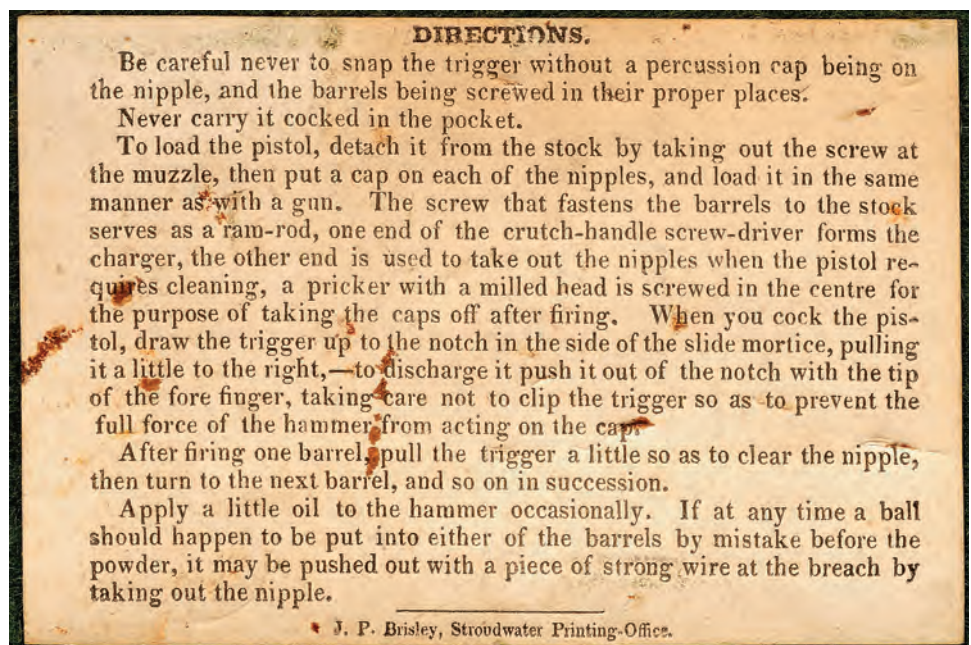 DIRECTIONS.
Be careful never to snap the trigger without a percussion cap being on
the nipple, and the barrels being screwed in their proper places.
Never carry it cocked in the pocket.
To load the pistol, detach it from the stock by taking out the screw at
the muzzle, then put a cap on each of the nipples, and load it in the same
manner as with a gun. The screw that fastens the barrels to the stock
serves as a ram-rod, one end of the crutch-handle screw-driver forms the
charger, the other end is used to take out the nipples when the pistol re-
quires cleaning, a pricker with a milled head is screwed in the centre for
the purpose of taking the caps off after firing. When you cock the pis-
tol, draw the trigger up to the notch in the side of the slide mortice, pulling
it a little to the right,—to discharge it push it out of the notch with the tip
of the fore finger, taking care not to clip the trigger so as to prevent the
full force of the hammer from acting on the cap.
After firing one barrel, pull the trigger a little so as to clear the nipple,
then turn to the next barrel, and so on in succession.
Apply a little oil to the hammer occasionally. If at any time a ball
should happen to be put into either of the barrels by mistake before the
powder, it may be pushed out with a piece of strong wire at the breach by
taking out the nipple.
J. P. Brisley, Stroudwater Printing-Office.